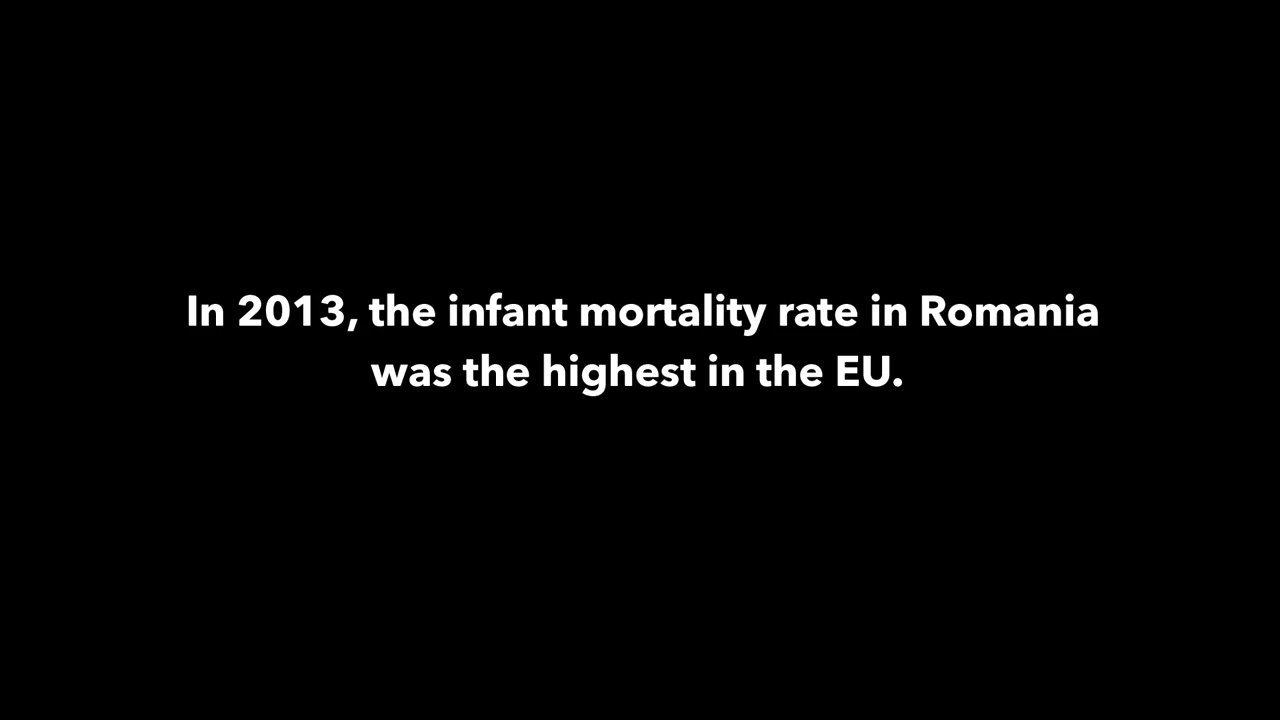 In 2013, the infant mortality rate in Romania
was the highest in the EU.